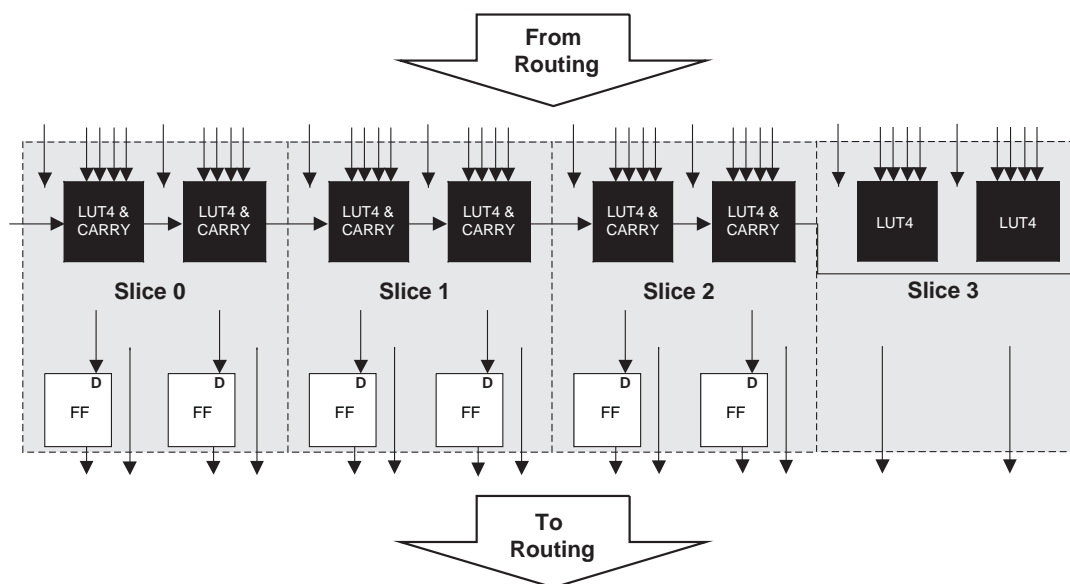 From
Routing
LUT4 &
CARRY
LUT4 &
CARRY
LUT4 &
CARRY
LUT4 &
CARRY
LUT4 &
CARRY
LUT4 &
CARRY
LUT4
LUT4
Slice 0
Slice 1
Slice 2
Slice 3
D
FF
D
FF
D
FF
D
FF
D
FF
D
FF
To
Routing